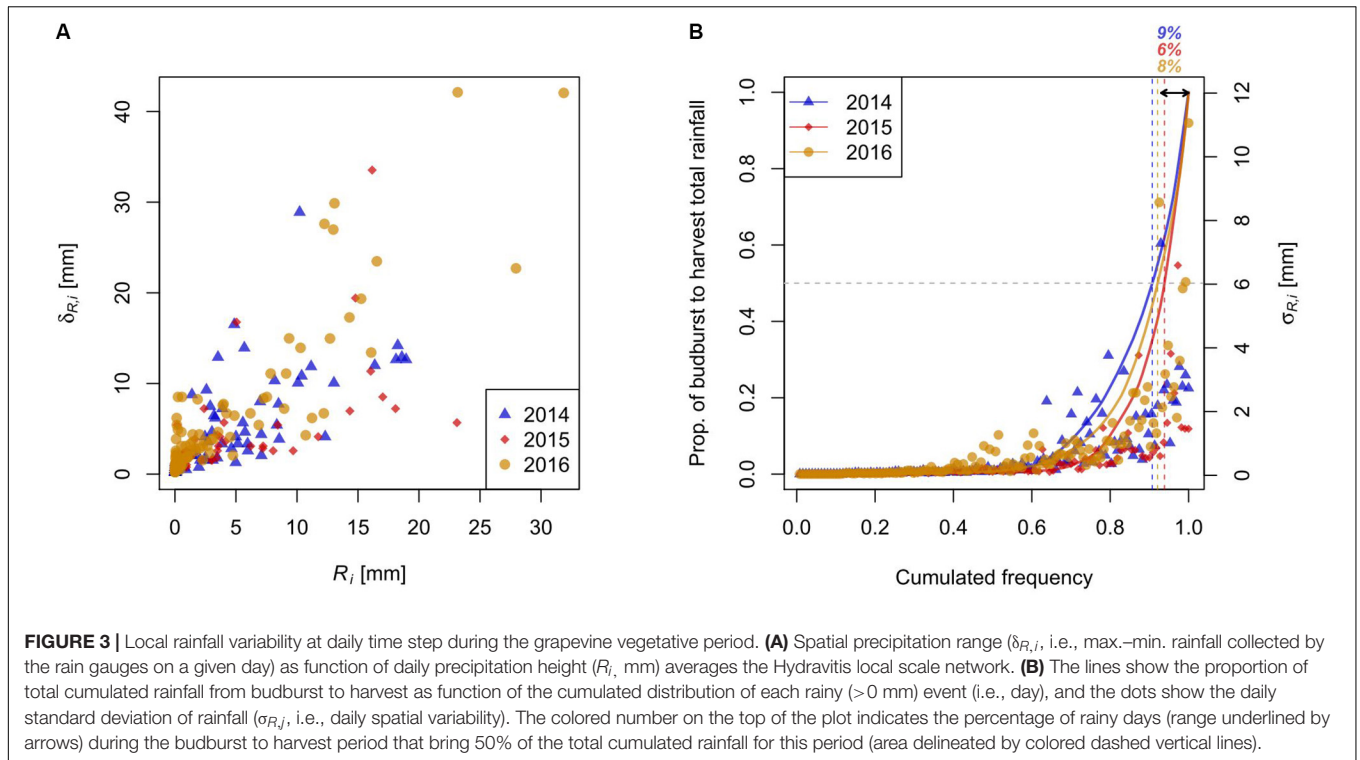 A
δR,i [mm]
40
30
20
10
0
2014
2015
2016
0 5 10 15 20 25 30
Ri [mm]
B
9%
6%
8%
Prop. of budburst to harvest total rainfall
1.0
0.8
0.6
0.4
0.2
0.0
2014
2015
2016
12
10
8
6
4
2
0
σR,i [mm]
0.0 0.2 0.4 0.6 0.8 1.0
Cumulated frequency
FIGURE 3 | Local rainfall variability at daily time step during the grapevine vegetative period. (A) Spatial precipitation range (δR,i, i.e., max.–min. rainfall collected by
the rain gauges on a given day) as function of daily precipitation height (Ri, mm) averages the Hydravitis local scale network. (B) The lines show the proportion of
total cumulated rainfall from budburst to harvest as function of the cumulated distribution of each rainy (>0 mm) event (i.e., day), and the dots show the daily
standard deviation of rainfall (σR,j, i.e., daily spatial variability). The colored number on the top of the plot indicates the percentage of rainy days (range underlined by
arrows) during the budburst to harvest period that bring 50% of the total cumulated rainfall for this period (area delineated by colored dashed vertical lines).